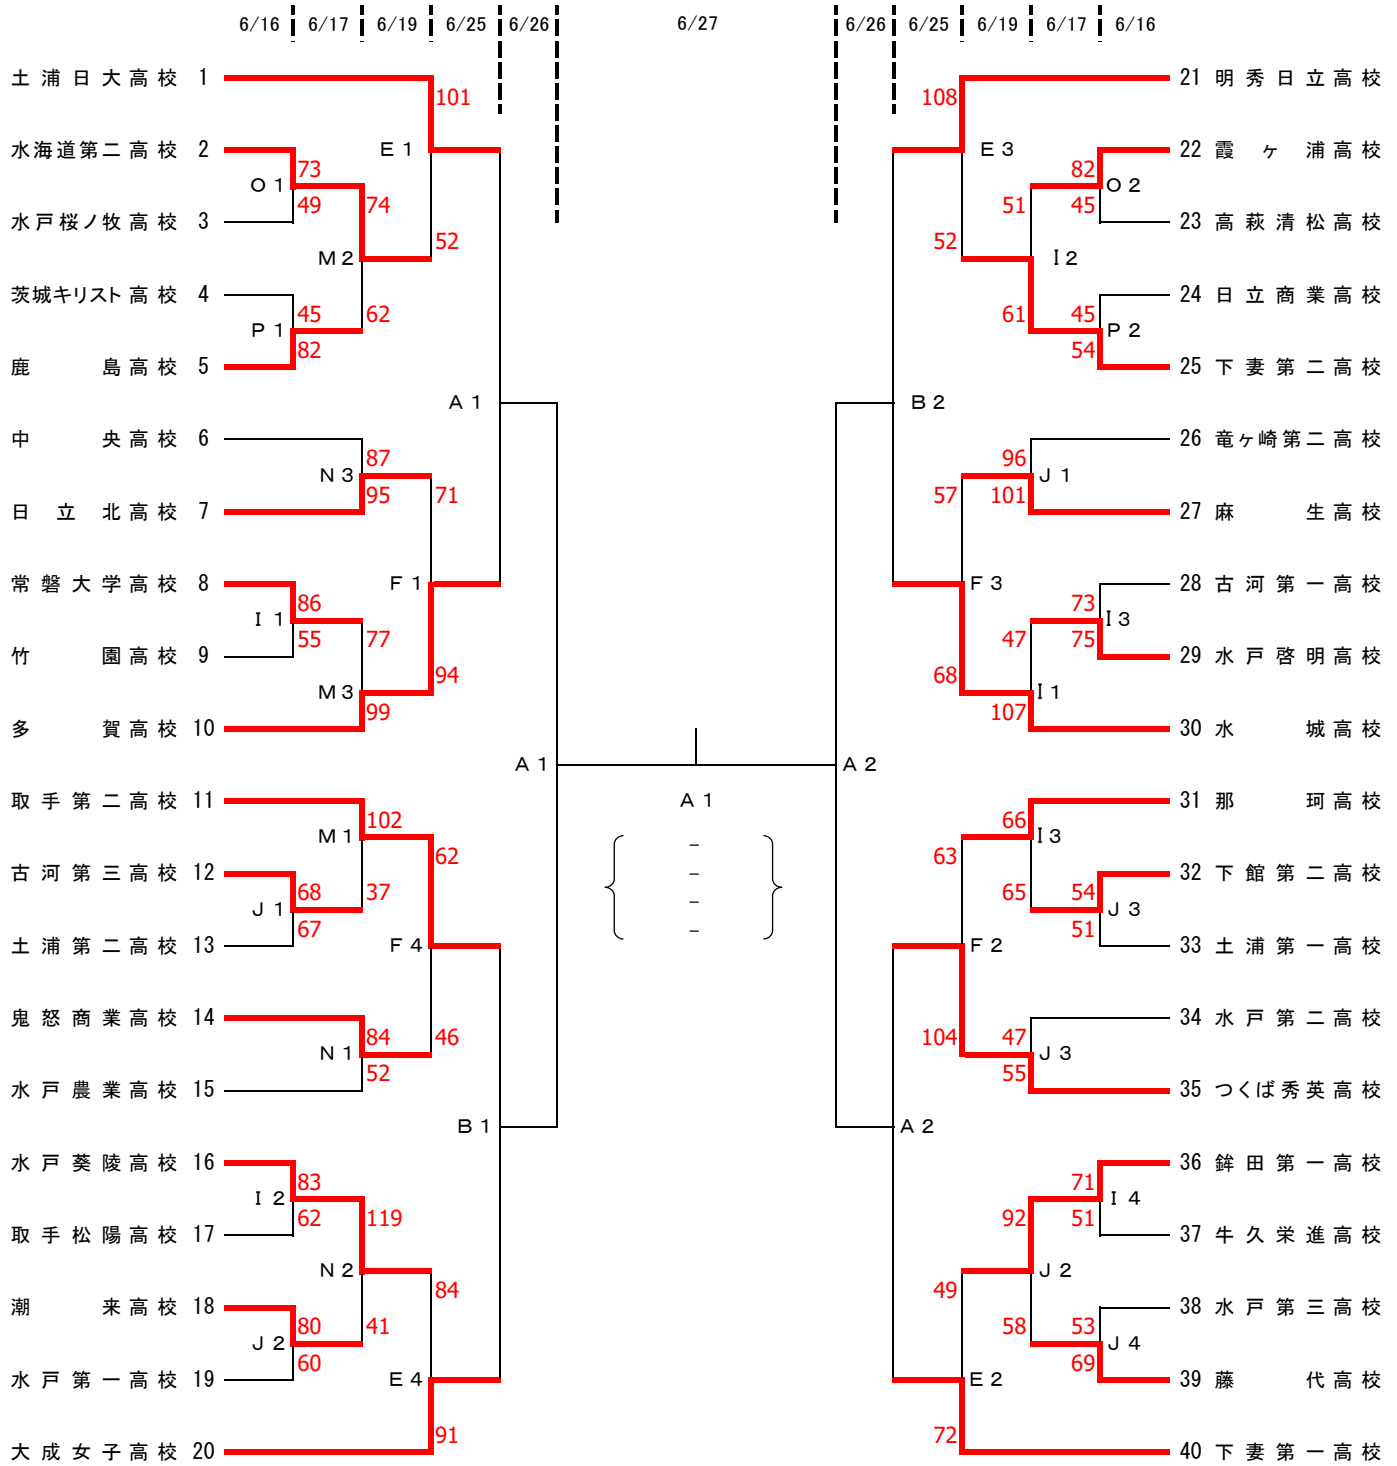 6/16 6/17 6/19 6/25 6/26 6/27 6/26 6/25 6/19 6/17 6/16
土浦日大高校 1
101
E1
水海道第二高校 2
73
O1
49
74
水戸桜ノ牧高校 3
52
M2
茨城キリスト高校 4
45
P1
82
62
鹿島高校 5
A1
中央高校 6
87
N3
95
71
日立北高校 7
常磐大学高校 8
F1
86
I1
55
77
竹園高校 9
94
M3
99
多賀高校 10
A1
取手第二高校 11
102
M1
62
古河第三高校 12
68
37
J1
67
土浦第二高校 13
F4
鬼怒商業高校 14
84
46
N1
52
水戸農業高校 15
B1
水戸葵陵高校 16
83
I2
62
119
取手松陽高校 17
N2
84
潮来高校 18
80
41
J2
60
水戸第一高校 19
E4
91
大成女子高校 20
A1
－
－
－
－
21 明秀日立高校
108
E3
22 霞ヶ浦高校
82
O2
45
51
23 高萩清松高校
52
I2
24 日立商業高校
61
45
P2
54
25 下妻第二高校
B2
26 竜ヶ崎第二高校
96
J1
57
101
27 麻生高校
F3
28 古河第一高校
73
I3
47
75
29 水戸啓明高校
68
I1
107
30 水城高校
A2
31 那珂高校
66
I3
63
32 下館第二高校
65
54
J3
51
33 土浦第一高校
F2
34 水戸第二高校
104
47
J3
55
35 つくば秀英高校
A2
36 鉾田第一高校
71
I4
92
51
37 牛久栄進高校
J2
49
38 水戸第三高校
58
53
J4
69
39 藤代高校
E2
72
40 下妻第一高校